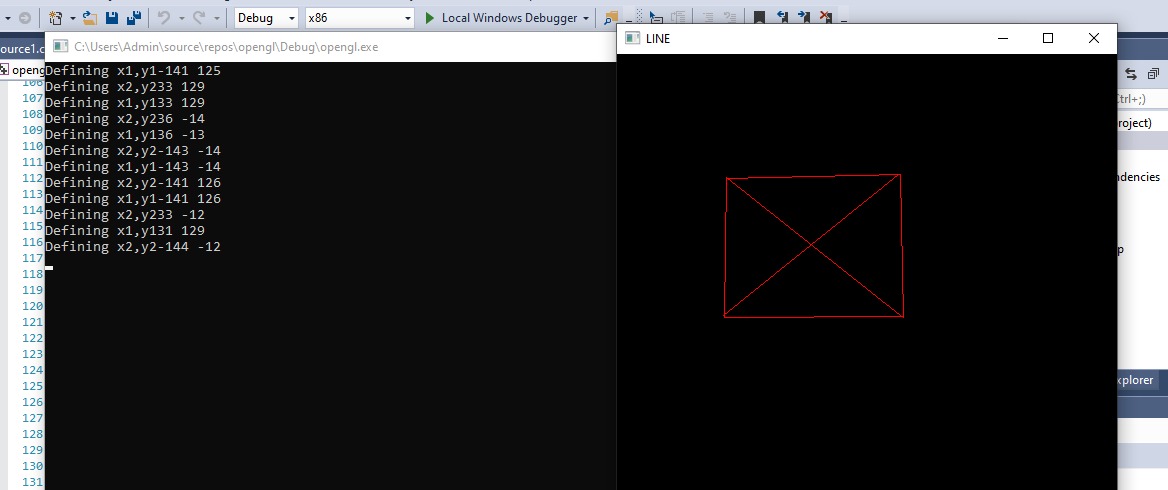 Debug x86 Local Windows Debugger
ource1.c
C:\Users\Admin\source\repos\opengl\Debug\opengl.exe
LINE
openg
Ctrl+;)
roject)
ndencies
p
xplorer
106
107
108
109
110
111
112
113
114
115
116
117
118
119
120
121
122
123
124
125
126
127
128
129
130
131
Defining x1,y1-141 125
Defining x2,y233 129
Defining x1,y133 129
Defining x2,y236 -14
Defining x1,y136 -13
Defining x2,y2-143 -14
Defining x1,y1-143 -14
Defining x2,y2-141 126
Defining x1,y1-141 126
Defining x2,y233 -12
Defining x1,y131 129
Defining x2,y2-144 -12